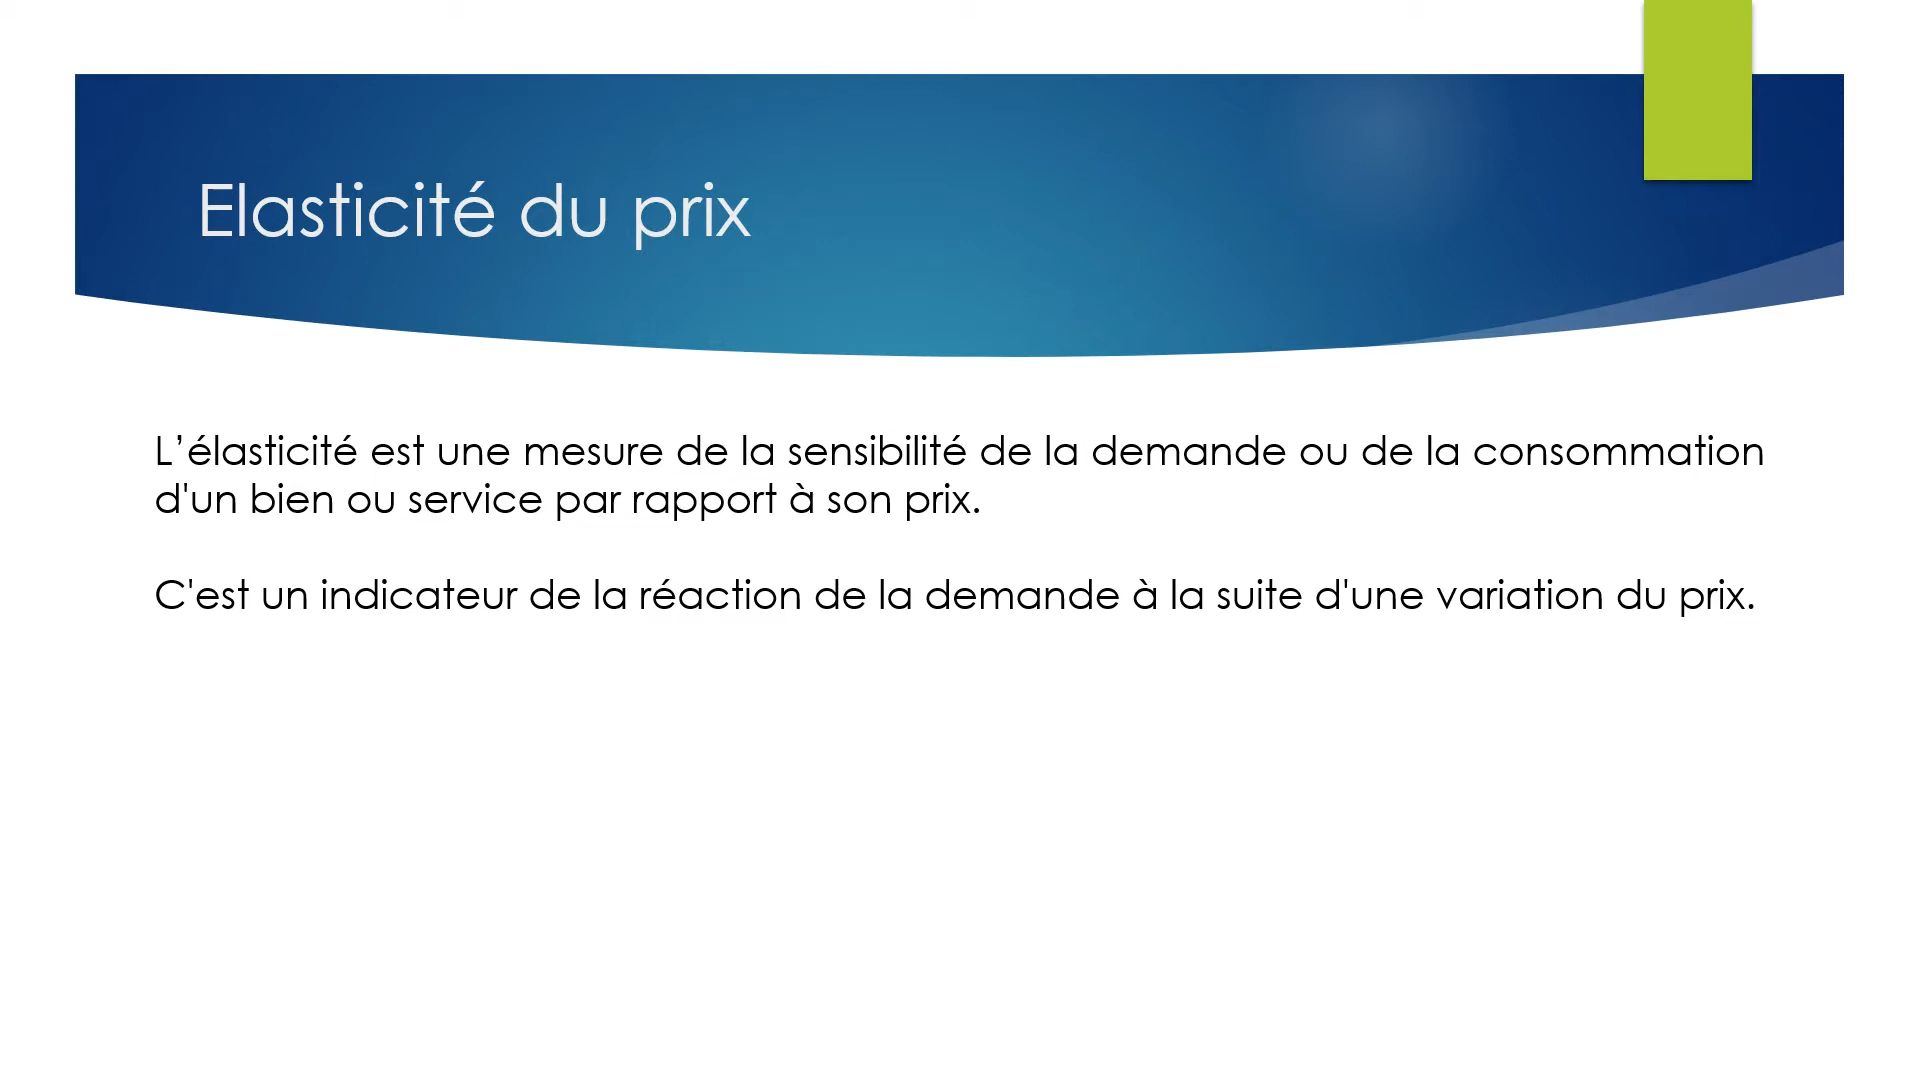 Elasticité du prix
L’élasticité est une mesure de la sensibilité de la demande ou de la consommation
d'un bien ou service par rapport à son prix.
C'est un indicateur de la réaction de la demande à la suite d'une variation du prix.